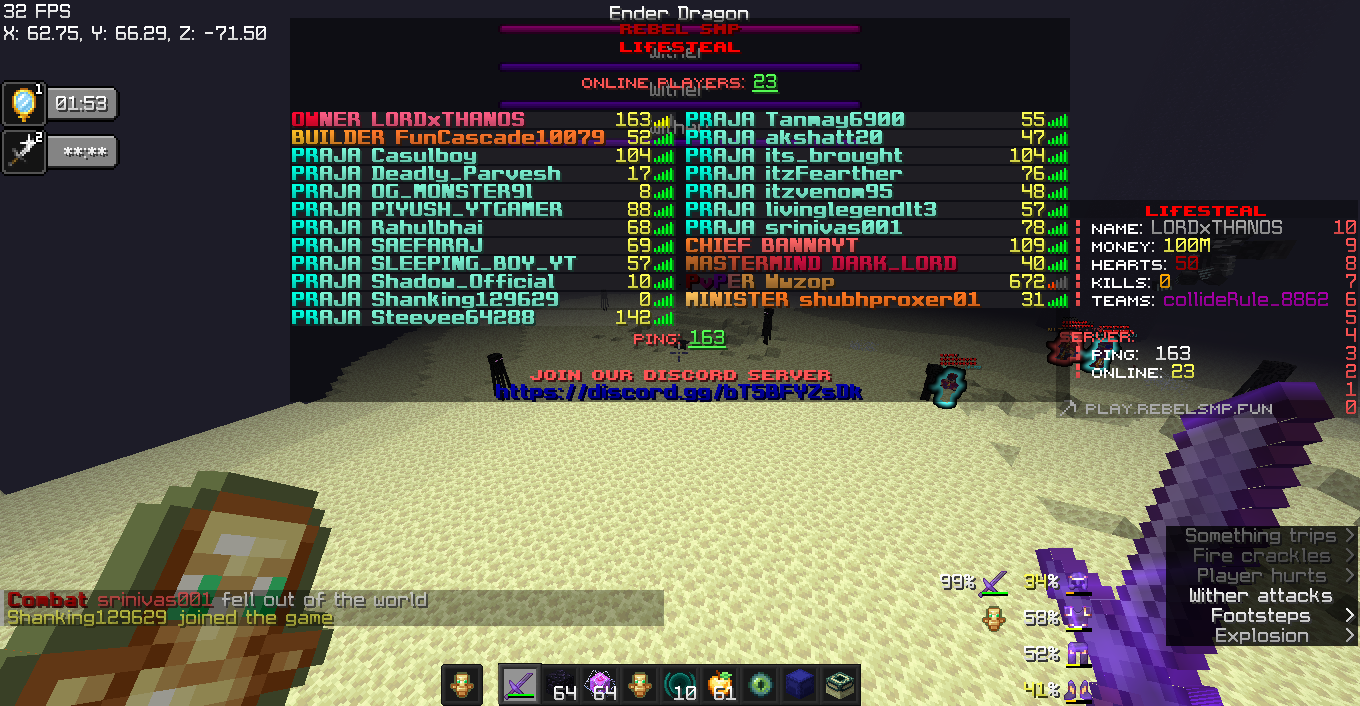 32 FPS
X: 62.75, Y: 66.29, Z: -71.50
Ender Dragon
REBEL SMP
LIFESTEAL
Wither
ONLINE PLAYERS: 23
Wither
Wither
1
01:53
2
**:**
OWNER LORDxTHANOS 163
BUILDER FunCascade10079 52
PRAJA Casulboy 104
PRAJA Deadly_Parvesh 17
PRAJA OG_MONSTER91 8
PRAJA PIYUSH_YTGAMER 88
PRAJA Rahulbhai 68
PRAJA SAEFARAJ 69
PRAJA SLEEPING_BOY_YT 57
PRAJA Shadow_Official 10
PRAJA Shanking129629 0
PRAJA Steevee64288 142
PRAJA Tanmay6900 55
PRAJA akshatt20 47
PRAJA its_brought 104
PRAJA itzFearther 76
PRAJA itzvenom95 48
PRAJA livinglegendlt3 57
PRAJA srinivas001 78
CHIEF BANNAYT 109
MASTERMIND DARK_LORD 40
PvPER Wwzop 672
MINISTER shubhproxer01 31
PING: 163
JOIN OUR DISCORD SERVER
LIFESTEAL
NAME: LORDxTHANOS 10
MONEY: 100M 9
HEARTS: 50 8
KILLS: 0 7
TEAMS: collideRule_8862 6
5
SERVER: 4
PING: 163 3
ONLINE: 23 2
1
PLAY.REBELSMP.FUN 0
Combat srinivas001 fell out of the world
Shanking129629 joined the game
Something trips >
Fire crackles >
Player hurts >
Wither attacks
Footsteps >
Explosion >
99% 34%
53%
52%
41%
64 64 10 61